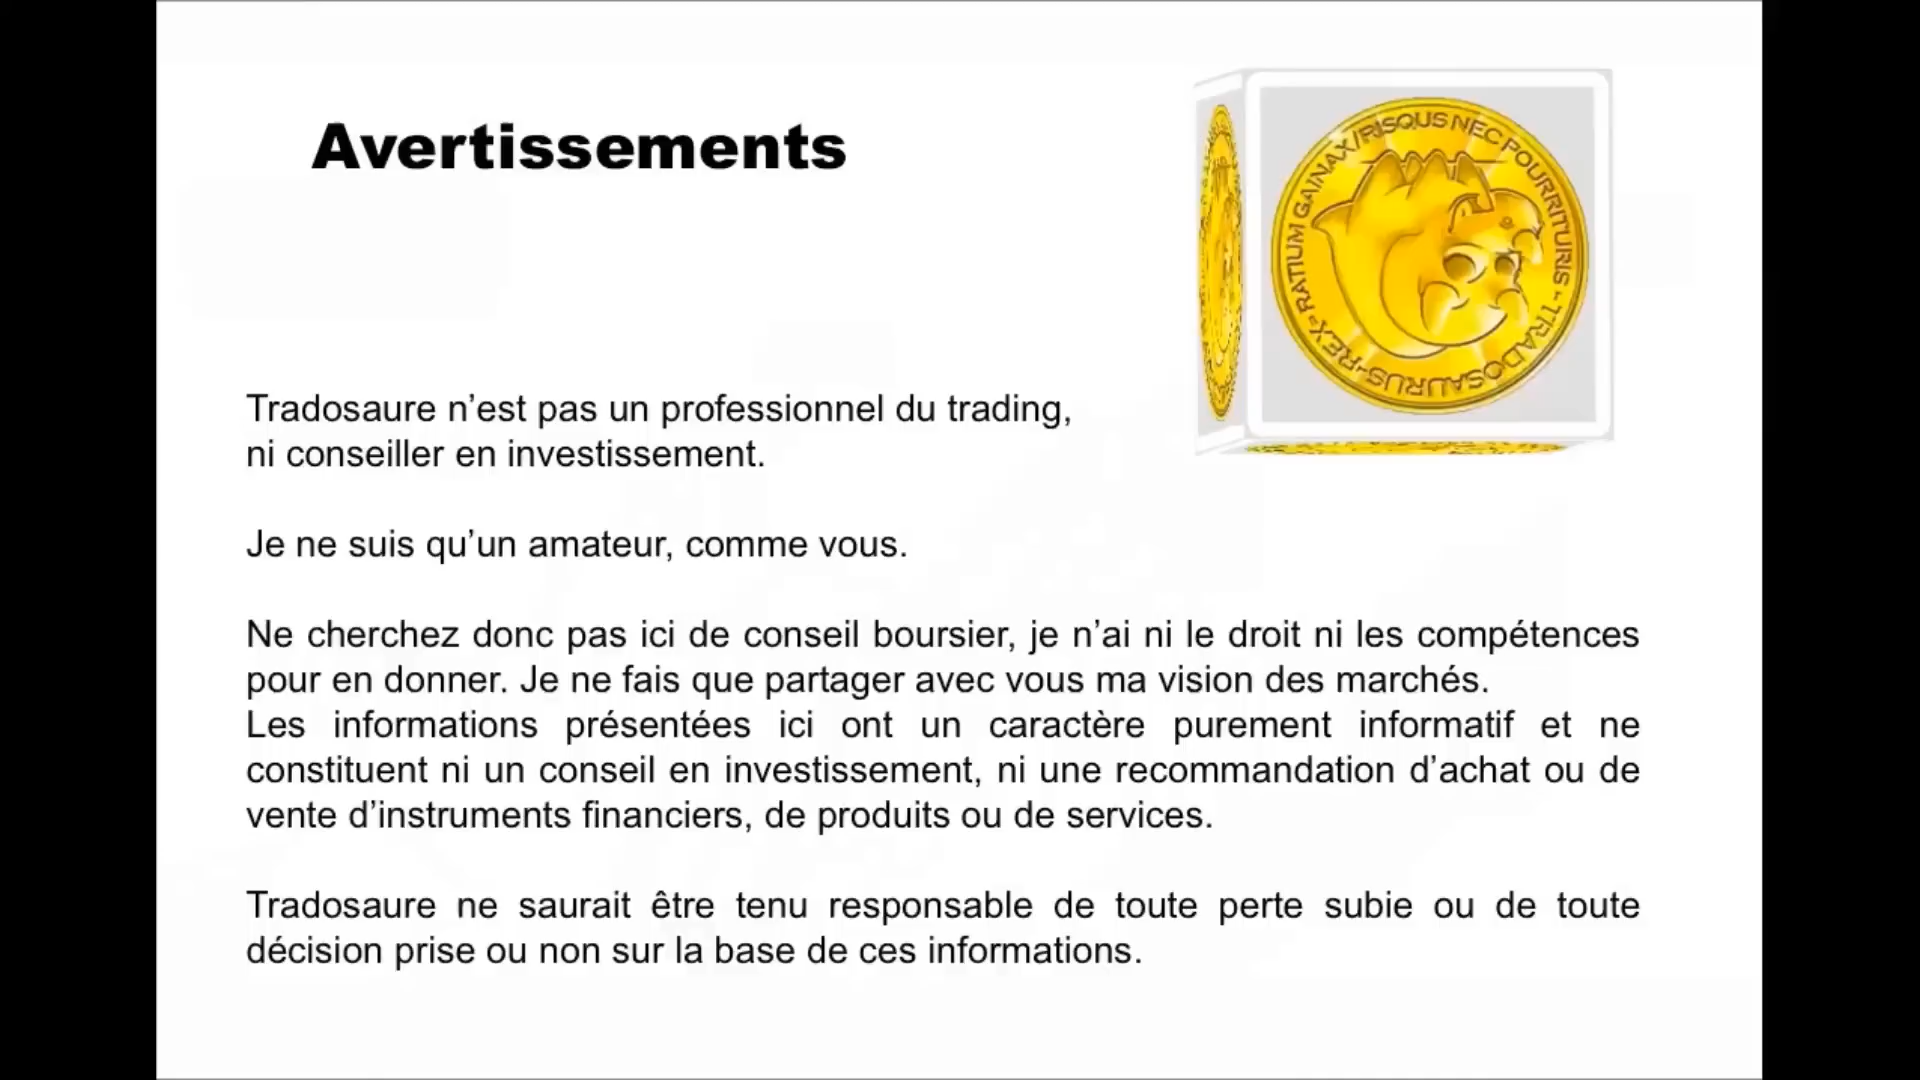 Avertissements
RATIUM GAINAX/RISQUS NEC POURRITURIS - TRADOSAURUS-REX-
Tradosaure n’est pas un professionnel du trading,
ni conseiller en investissement.
Je ne suis qu’un amateur, comme vous.
Ne cherchez donc pas ici de conseil boursier, je n’ai ni le droit ni les compétences
pour en donner. Je ne fais que partager avec vous ma vision des marchés.
Les informations présentées ici ont un caractère purement informatif et ne
constituent ni un conseil en investissement, ni une recommandation d’achat ou de
vente d’instruments financiers, de produits ou de services.
Tradosaure ne saurait être tenu responsable de toute perte subie ou de toute
décision prise ou non sur la base de ces informations.